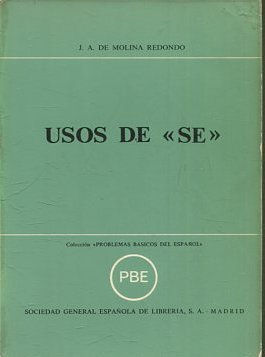 J. A. DE MOLINA REDONDO
USOS DE «SE»
Colección «PROBLEMAS BASICOS DEL ESPAÑOL»
PBE
SOCIEDAD GENERAL ESPAÑOLA DE LIBRERIA, S. A. - MADRID